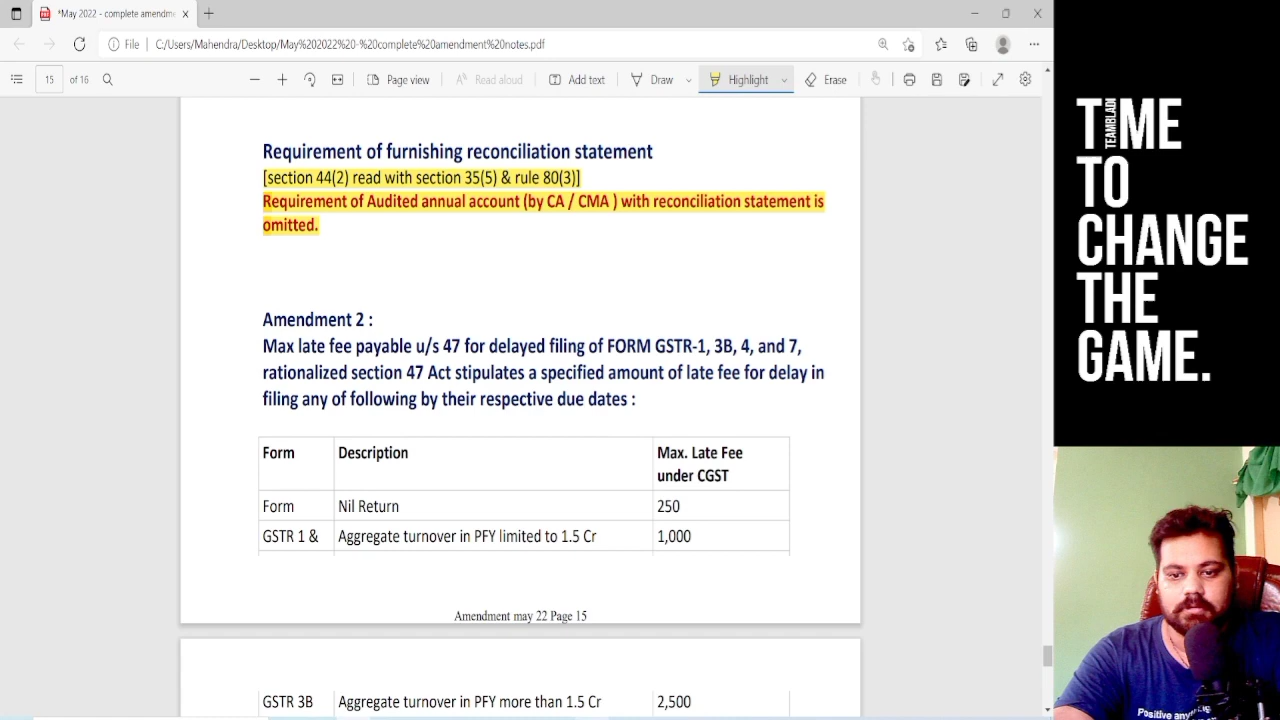 *May 2022 - complete amendme
File | C:/Users/Mahendra/Desktop/May%202022%20-%20complete%20amendment%20notes.pdf
15 of 16
Page view
Read aloud
Add text
Draw
Highlight
Erase
Requirement of furnishing reconciliation statement
[section 44(2) read with section 35(5) & rule 80(3)]
Requirement of Audited annual account (by CA / CMA ) with reconciliation statement is
omitted.
Amendment 2 :
Max late fee payable u/s 47 for delayed filing of FORM GSTR-1, 3B, 4, and 7,
rationalized section 47 Act stipulates a specified amount of late fee for delay in
filing any of following by their respective due dates :
Form Description Max. Late Fee
under CGST
Form Nil Return 250
GSTR 1 & Aggregate turnover in PFY limited to 1.5 Cr 1,000
Amendment may 22 Page 15
GSTR 3B Aggregate turnover in PFY more than 1.5 Cr 2,500
TIME
TEAMBLADI
TO
CHANGE
THE
GAME.
Positive